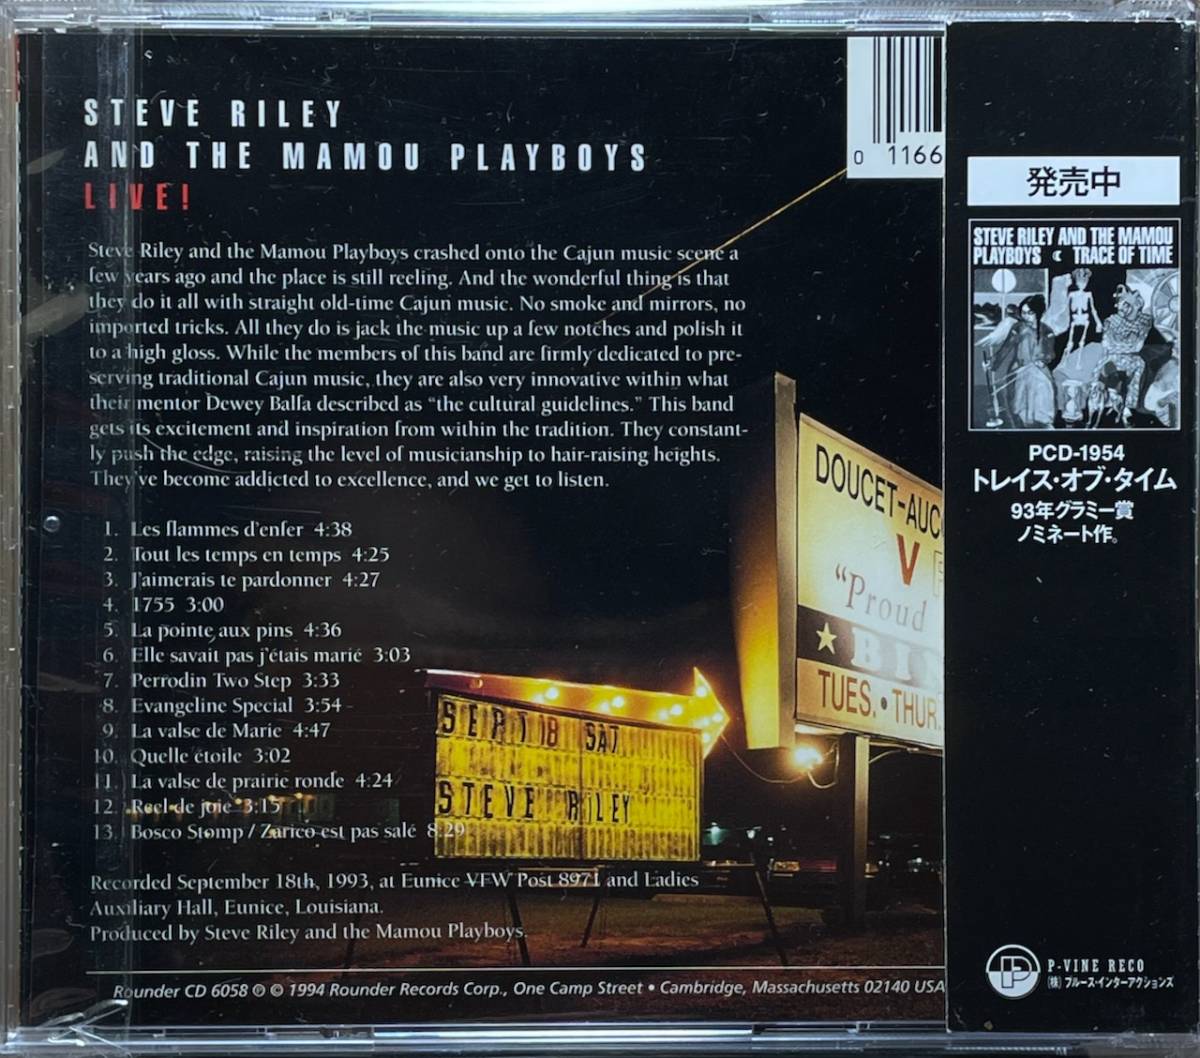 STEVE RILEY
AND THE MAMOU PLAYBOYS
LIVE!
Steve Riley and the Mamou Playboys crashed onto the Cajun music scene a
few years ago and the place is still reeling. And the wonderful thing is that
they do it all with straight old-time Cajun music. No smoke and mirrors, no
imported tricks. All they do is jack the music up a few notches and polish it
to a high gloss. While the members of this band are firmly dedicated to pre-
serving traditional Cajun music, they are also very innovative within what
their mentor Dewey Balfa described as “the cultural guidelines.” This band
gets its excitement and inspiration from within the tradition. They constant-
ly push the edge, raising the level of musicianship to hair-raising heights.
They've become addicted to excellence, and we get to listen.
1. Les flammes d'enfer 4:38
2. Tout les temps en temps 4:25
3. J'aimerais te pardonner 4:27
4. 1755 3:00
5. La pointe aux pins 4:36
6. Elle savait pas j'étais marié 3:03
7. Perrodin Two Step 3:33
8. Evangeline Special 3:54
9. La valse de Marie 4:47
10. Quelle étoile 3:02
11. La valse de prairie ronde 4:24
12. Reel de joie 3:15
13. Bosco Stomp / Zarico est pas salé 8:29
Recorded September 18th, 1993, at Eunice VFW Post 8971 and Ladies
Auxiliary Hall, Eunice, Louisiana.
Produced by Steve Riley and the Mamou Playboys.
Rounder CD 6058 ℗ © 1994 Rounder Records Corp., One Camp Street • Cambridge, Massachusetts 02140 USA
0 1166
DOUCET-AUC
V F
“Proud
★ BIN
TUES. • THUR.
SEPT 18 SAT
STEVE RILEY
発売中
STEVE RILEY AND THE MAMOU
PLAYBOYS TRACE OF TIME
PCD-1954
トレイス・オブ・タイム
93年グラミー賞
ノミネート作。
P
P-VINE RECO
(株)ブルース・インターアクションズ